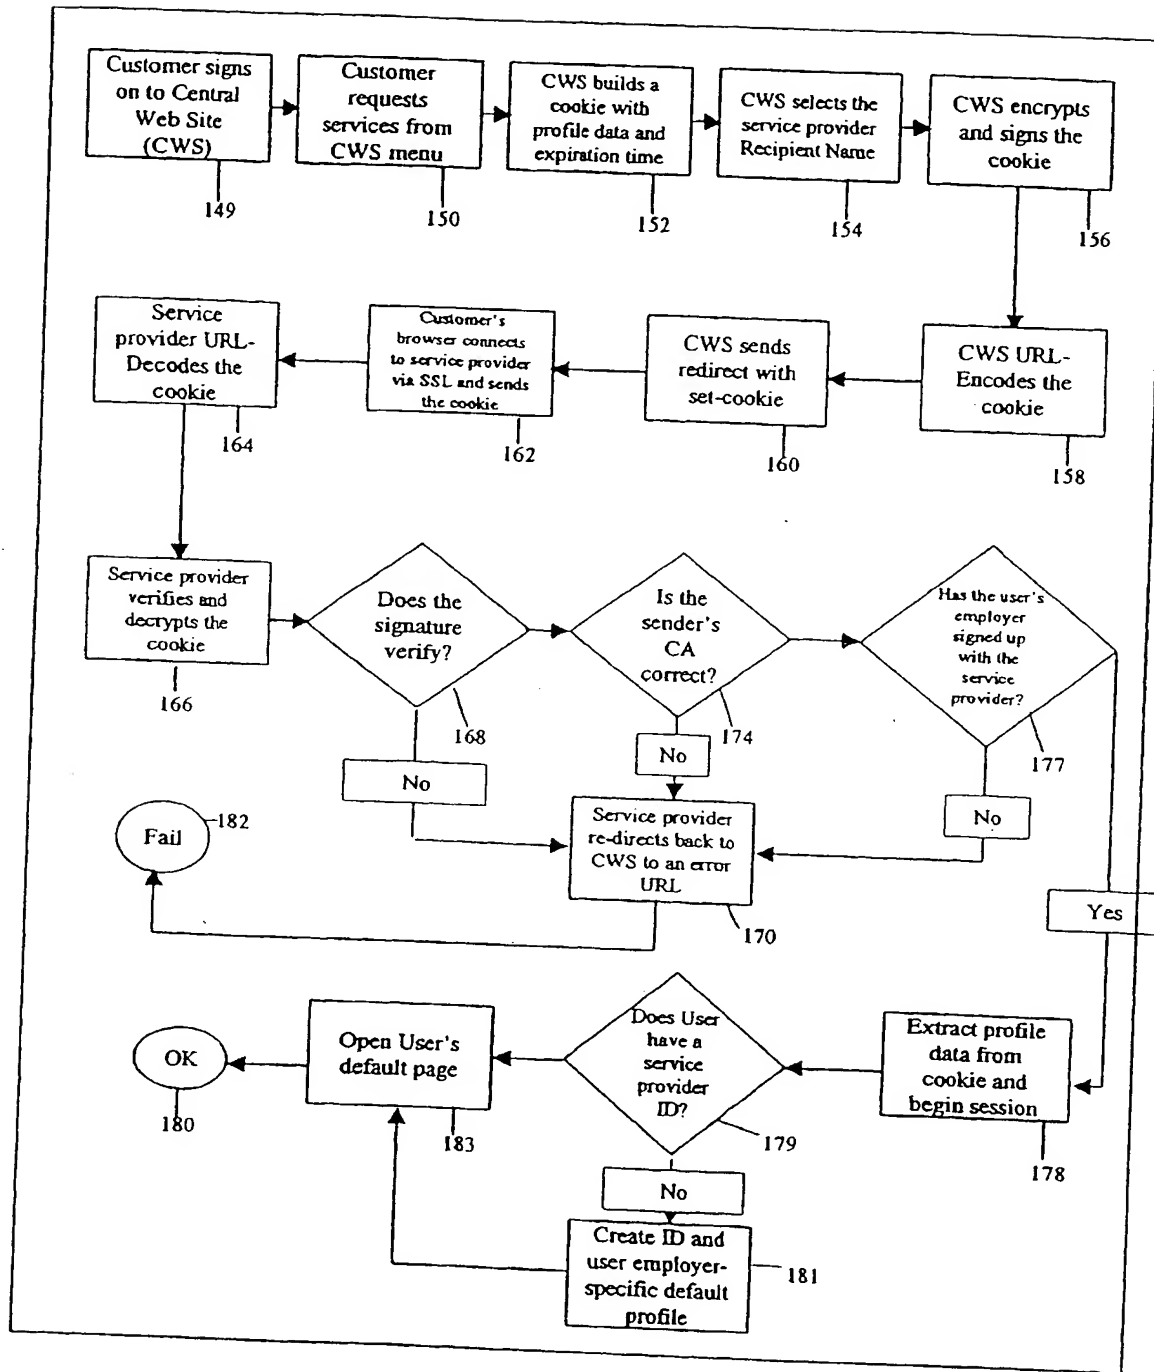 Customer signs
on to Central
Web Site
(CWS)
149
Customer
requests
services from
CWS menu
150
CWS builds a
cookie with
profile data and
expiration time
152
CWS selects the
service provider
Recipient Name
154
CWS encrypts
and signs the
cookie
156
Service
provider URL-
Decodes the
cookie
164
Customer's
browser connects
to service provider
via SSL and sends
the cookie
162
CWS sends
redirect with
set-cookie
160
CWS URL-
Encodes the
cookie
158
Service provider
verifies and
decrypts the
cookie
166
Does the
signature
verify?
168
No
Is the
sender's
CA
correct?
174
No
Has the user's
employer
signed up
with the
service
provider?
177
No
Fail
182
Service provider
re-directs back to
CWS to an error
URL
170
Yes
OK
180
Open User's
default page
183
Does User
have a
service
provider
ID?
179
No
Extract profile
data from
cookie and
begin session
178
Create ID and
user employer-
specific default
profile
181